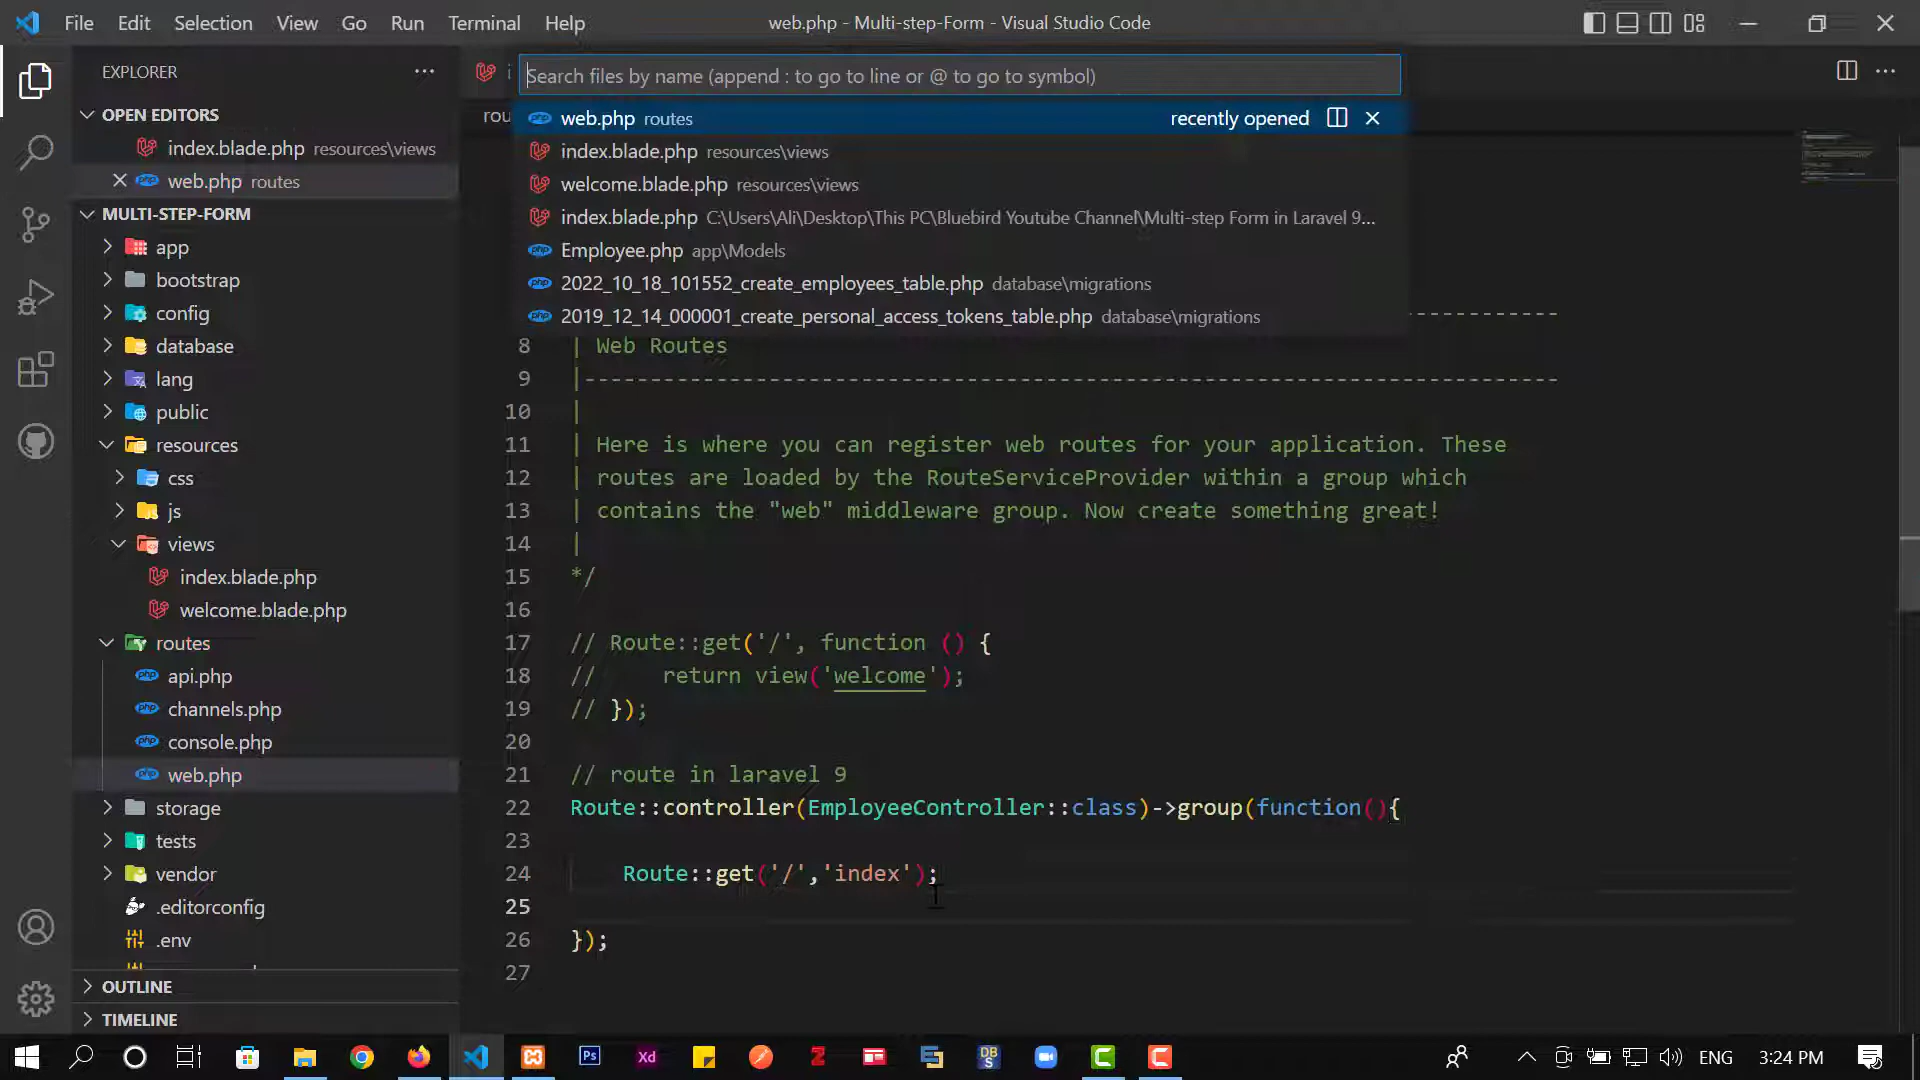 File Edit Selection View Go Run Terminal Help
web.php - Multi-step-Form - Visual Studio Code
EXPLORER
OPEN EDITORS
index.blade.php resources\views
web.php routes
MULTI-STEP-FORM
app
bootstrap
config
database
lang
public
resources
css
js
views
index.blade.php
welcome.blade.php
routes
api.php
channels.php
console.php
web.php
storage
tests
vendor
.editorconfig
.env
OUTLINE
TIMELINE
Search files by name (append : to go to line or @ to go to symbol)
web.php routes recently opened
index.blade.php resources\views
welcome.blade.php resources\views
index.blade.php C:\Users\Ali\Desktop\This PC\Bluebird Youtube Channel\Multi-step Form in Laravel 9...
Employee.php app\Models
2022_10_18_101552_create_employees_table.php database\migrations
2019_12_14_000001_create_personal_access_tokens_table.php database\migrations
rou
8 | Web Routes
9 |--------------------------------------------------------------------------
10 |
11 | Here is where you can register web routes for your application. These
12 | routes are loaded by the RouteServiceProvider within a group which
13 | contains the "web" middleware group. Now create something great!
14 |
15 */
16
17 // Route::get('/', function () {
18 //     return view('welcome');
19 // });
20
21 // route in laravel 9
22 Route::controller(EmployeeController::class)->group(function(){
23
24     Route::get('/','index');
25
26 });
27
Ps
Xd
Z
DB
S
ENG
3:24 PM